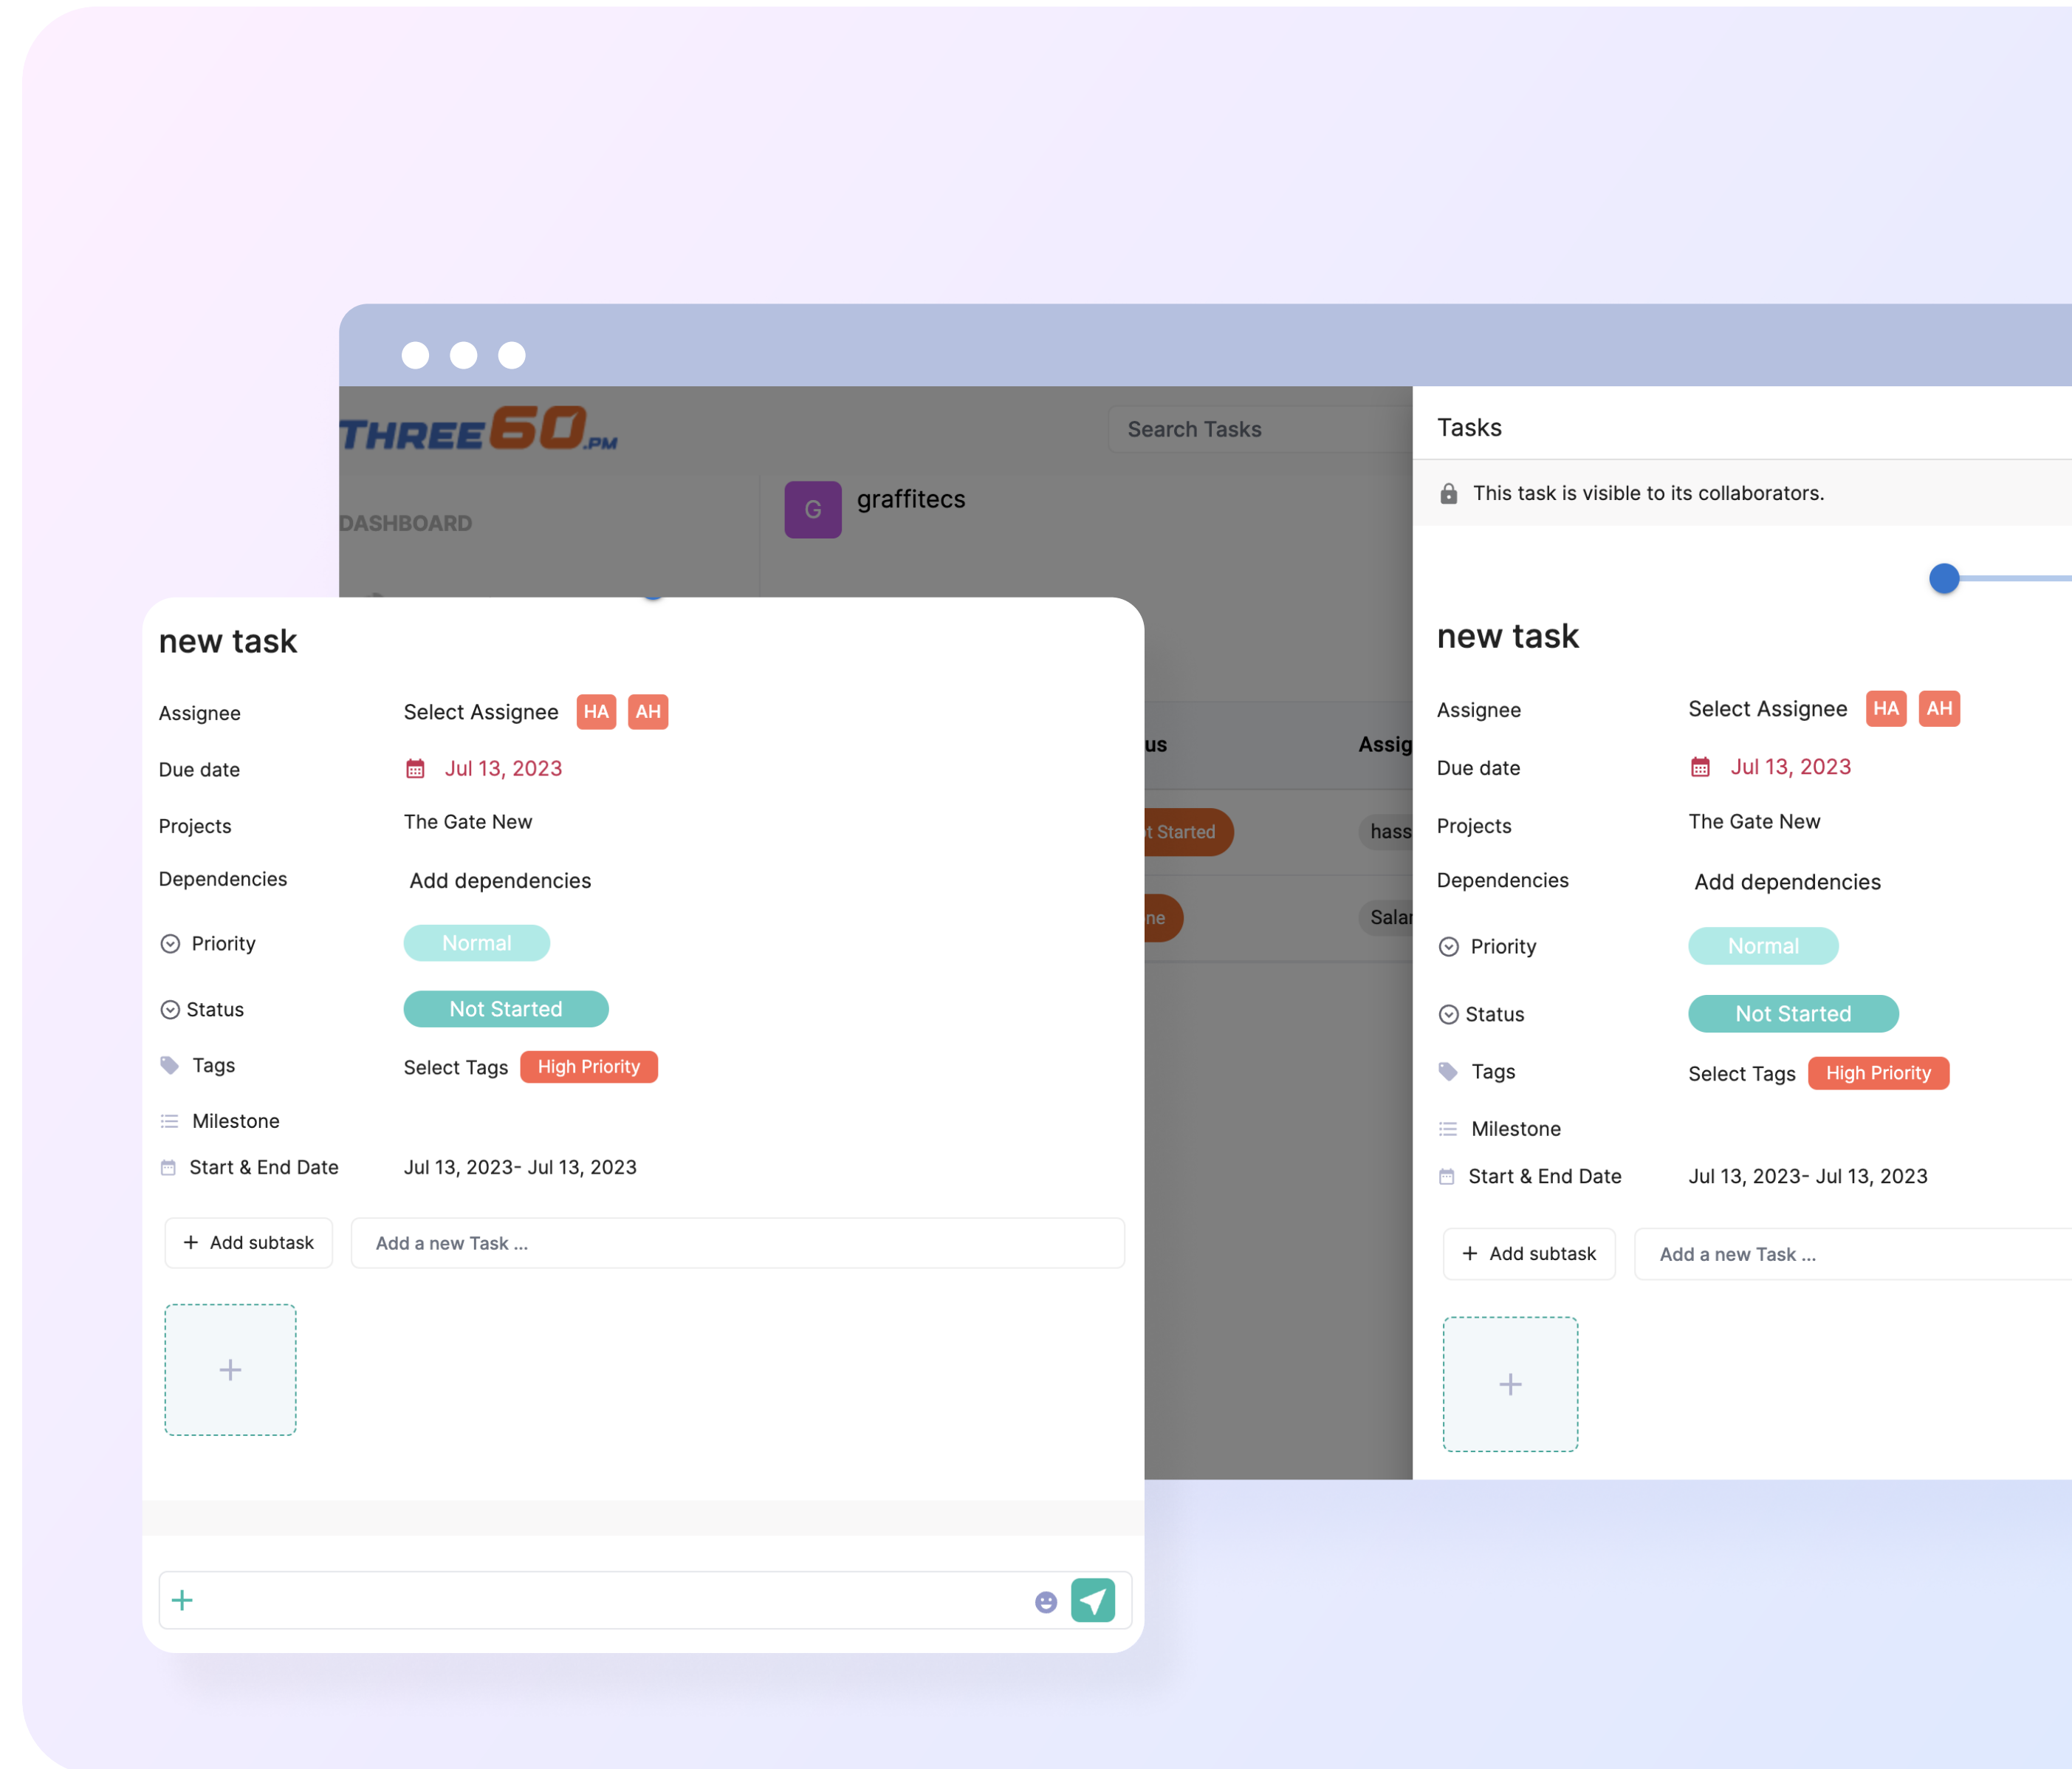 THREE60.PM
Search Tasks
DASHBOARD
G graffitecs
Assig
Started
hass
Tasks
This task is visible to its collaborators.
new task
Assignee Select Assignee HA AH
Due date Jul 13, 2023
Projects The Gate New
Dependencies Add dependencies
Priority Normal
Status Not Started
Tags Select Tags High Priority
Milestone
Start & End Date Jul 13, 2023- Jul 13, 2023
+ Add subtask Add a new Task ...
+
+
new task
Assignee Select Assignee HA AH
Due date Jul 13, 2023
Projects The Gate New
Dependencies Add dependencies
Priority Normal
Status Not Started
Tags Select Tags High Priority
Milestone
Start & End Date Jul 13, 2023- Jul 13, 2023
+ Add subtask Add a new Task ...
+